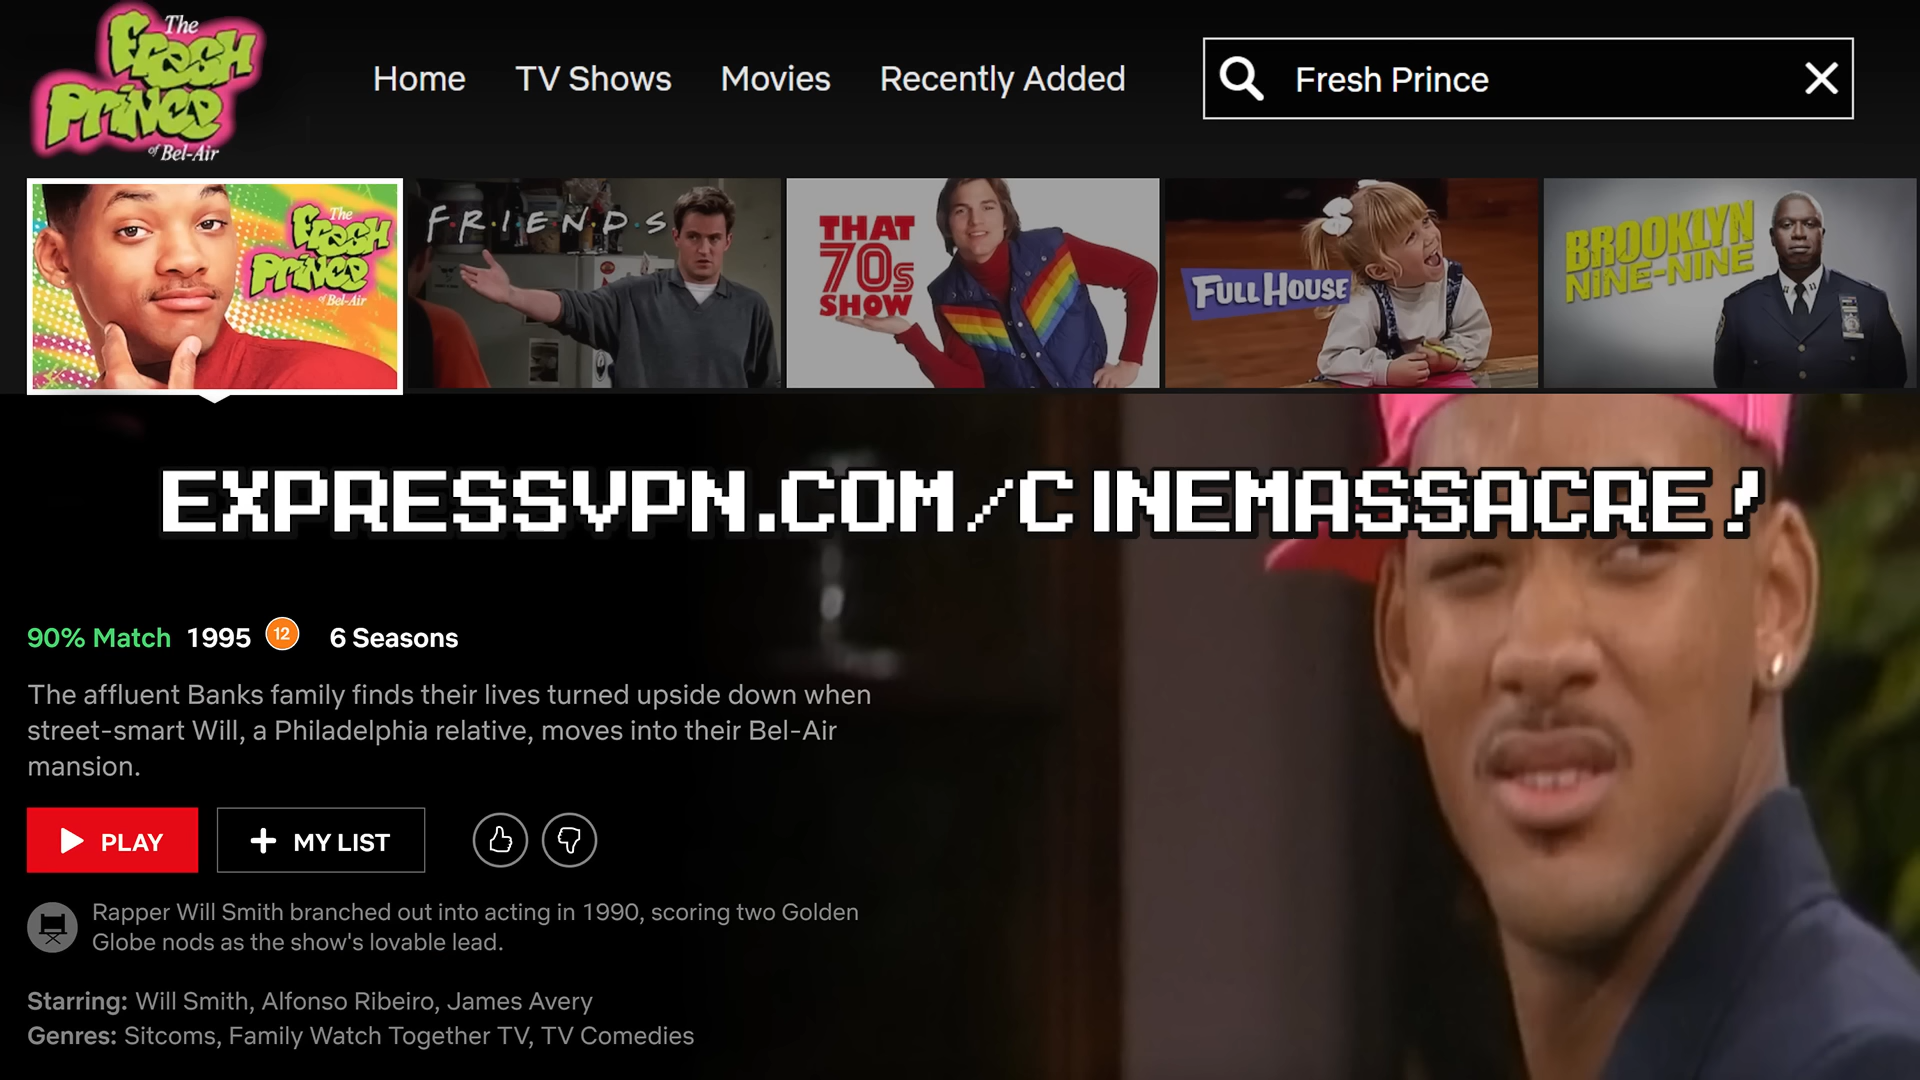 The
Fresh
Prince
of Bel-Air
Home
TV Shows
Movies
Recently Added
Fresh Prince
The
Fresh
Prince
of Bel-Air
F•R•I•E•N•D•S
THAT
70s
SHOW
FULL HOUSE
BROOKLYN
NINE-NINE
EXPRESSVPN.COM/CINEMASSACRE!
90% Match 1995 12 6 Seasons
The affluent Banks family finds their lives turned upside down when
street-smart Will, a Philadelphia relative, moves into their Bel-Air
mansion.
PLAY
MY LIST
Rapper Will Smith branched out into acting in 1990, scoring two Golden
Globe nods as the show's lovable lead.
Starring: Will Smith, Alfonso Ribeiro, James Avery
Genres: Sitcoms, Family Watch Together TV, TV Comedies